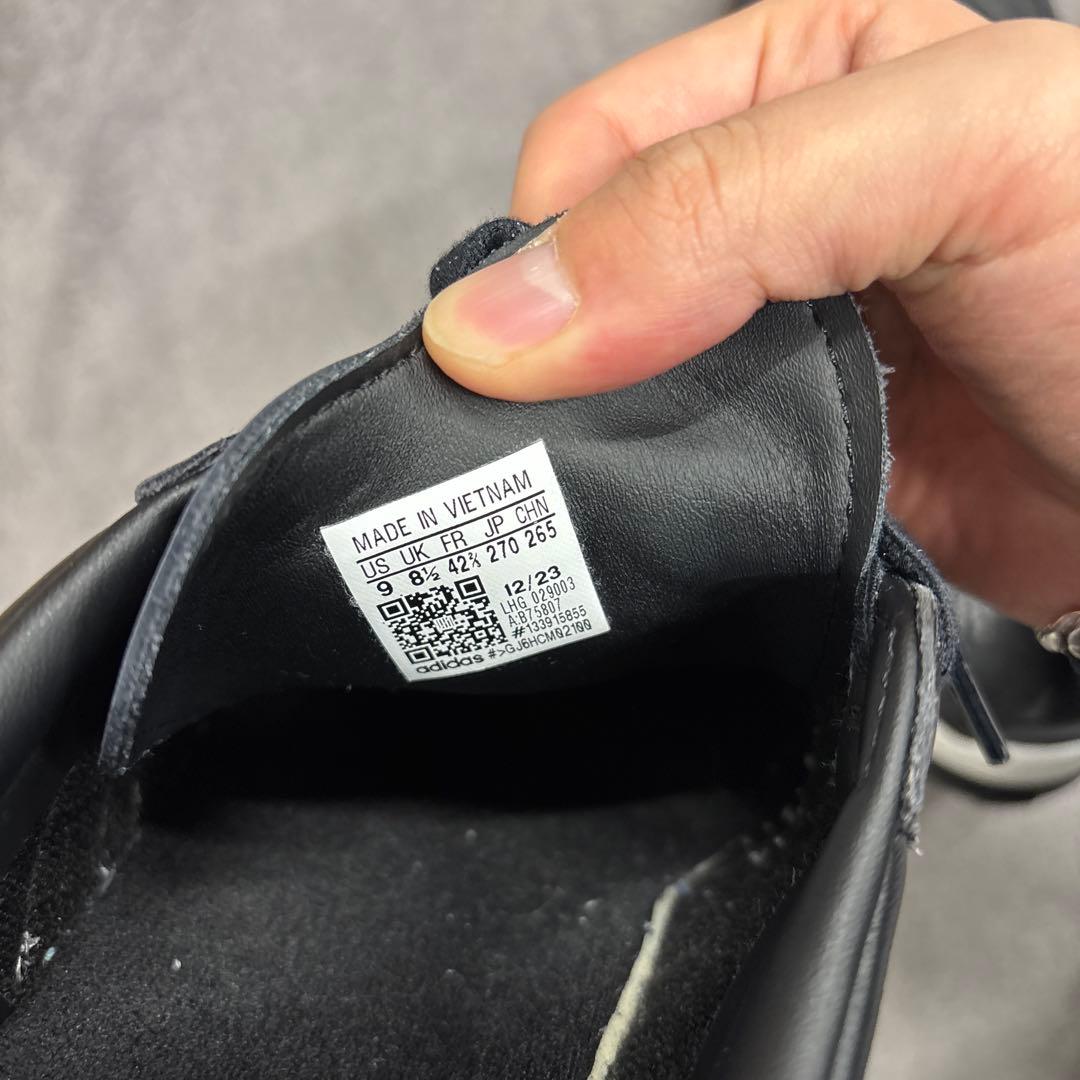 MADE IN VIETNAM
US UK FR JP CHN
9 8½ 42⅔ 270 265
12/23
LHG 029003
A.B75807
#133915855
adidas #>GJ6HCM02100